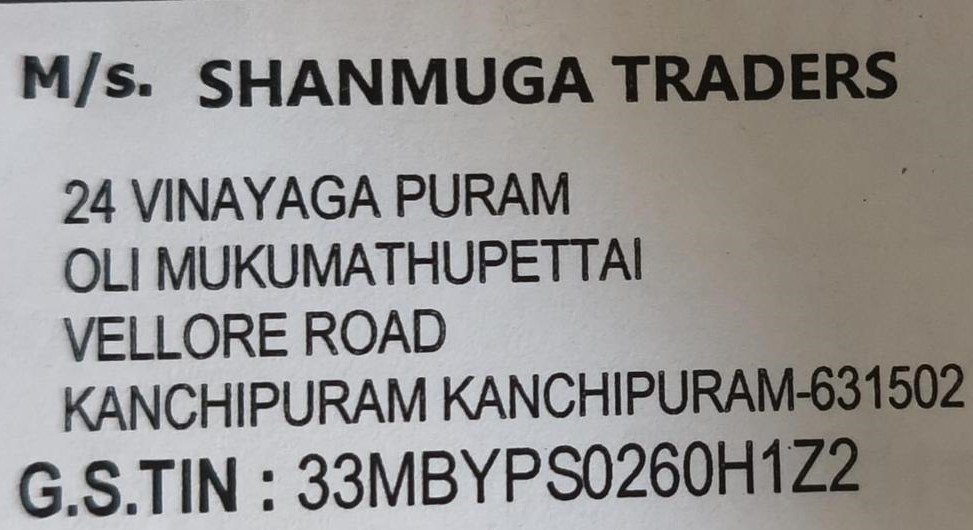 M/s. SHANMUGA TRADERS
24 VINAYAGA PURAM
OLI MUKUMATHUPETTAI
VELLORE ROAD
KANCHIPURAM KANCHIPURAM-631502
G.S.TIN : 33MBYPS0260H1Z2